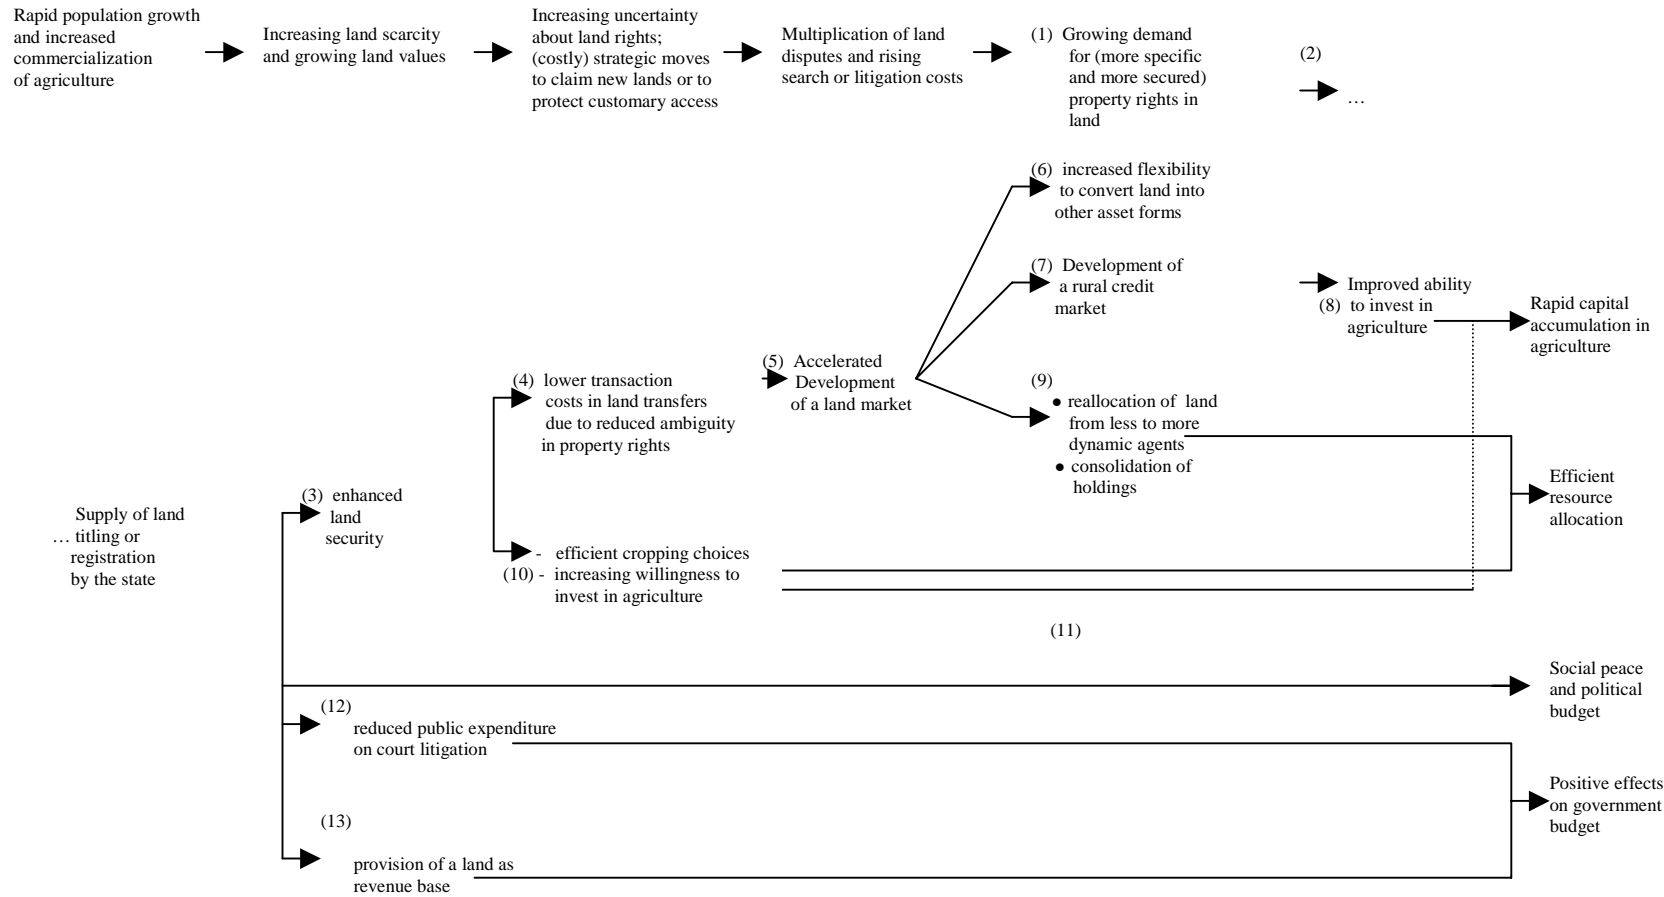 Rapid population growth
and increased
commercialization
of agriculture
Increasing land scarcity
and growing land values
Increasing uncertainty
about land rights;
(costly) strategic moves
to claim new lands or to
protect customary access
Multiplication of land
disputes and rising
search or litigation costs
(1) Growing demand
for (more specific
and more secured)
property rights in
land
(2)
…
(6) increased flexibility
to convert land into
other asset forms
(7) Development of
a rural credit
market
Improved ability
(8) to invest in
agriculture
Rapid capital
accumulation in
agriculture
(5) Accelerated
Development
of a land market
(4) lower transaction
costs in land transfers
due to reduced ambiguity
in property rights
(9)
● reallocation of land
from less to more
dynamic agents
● consolidation of
holdings
Efficient
resource
allocation
(3) enhanced
land
security
Supply of land
… titling or
registration
by the state
- efficient cropping choices
(10) - increasing willingness to
invest in agriculture
(11)
Social peace
and political
budget
(12)
reduced public expenditure
on court litigation
Positive effects
on government
budget
(13)
provision of a land as
revenue base